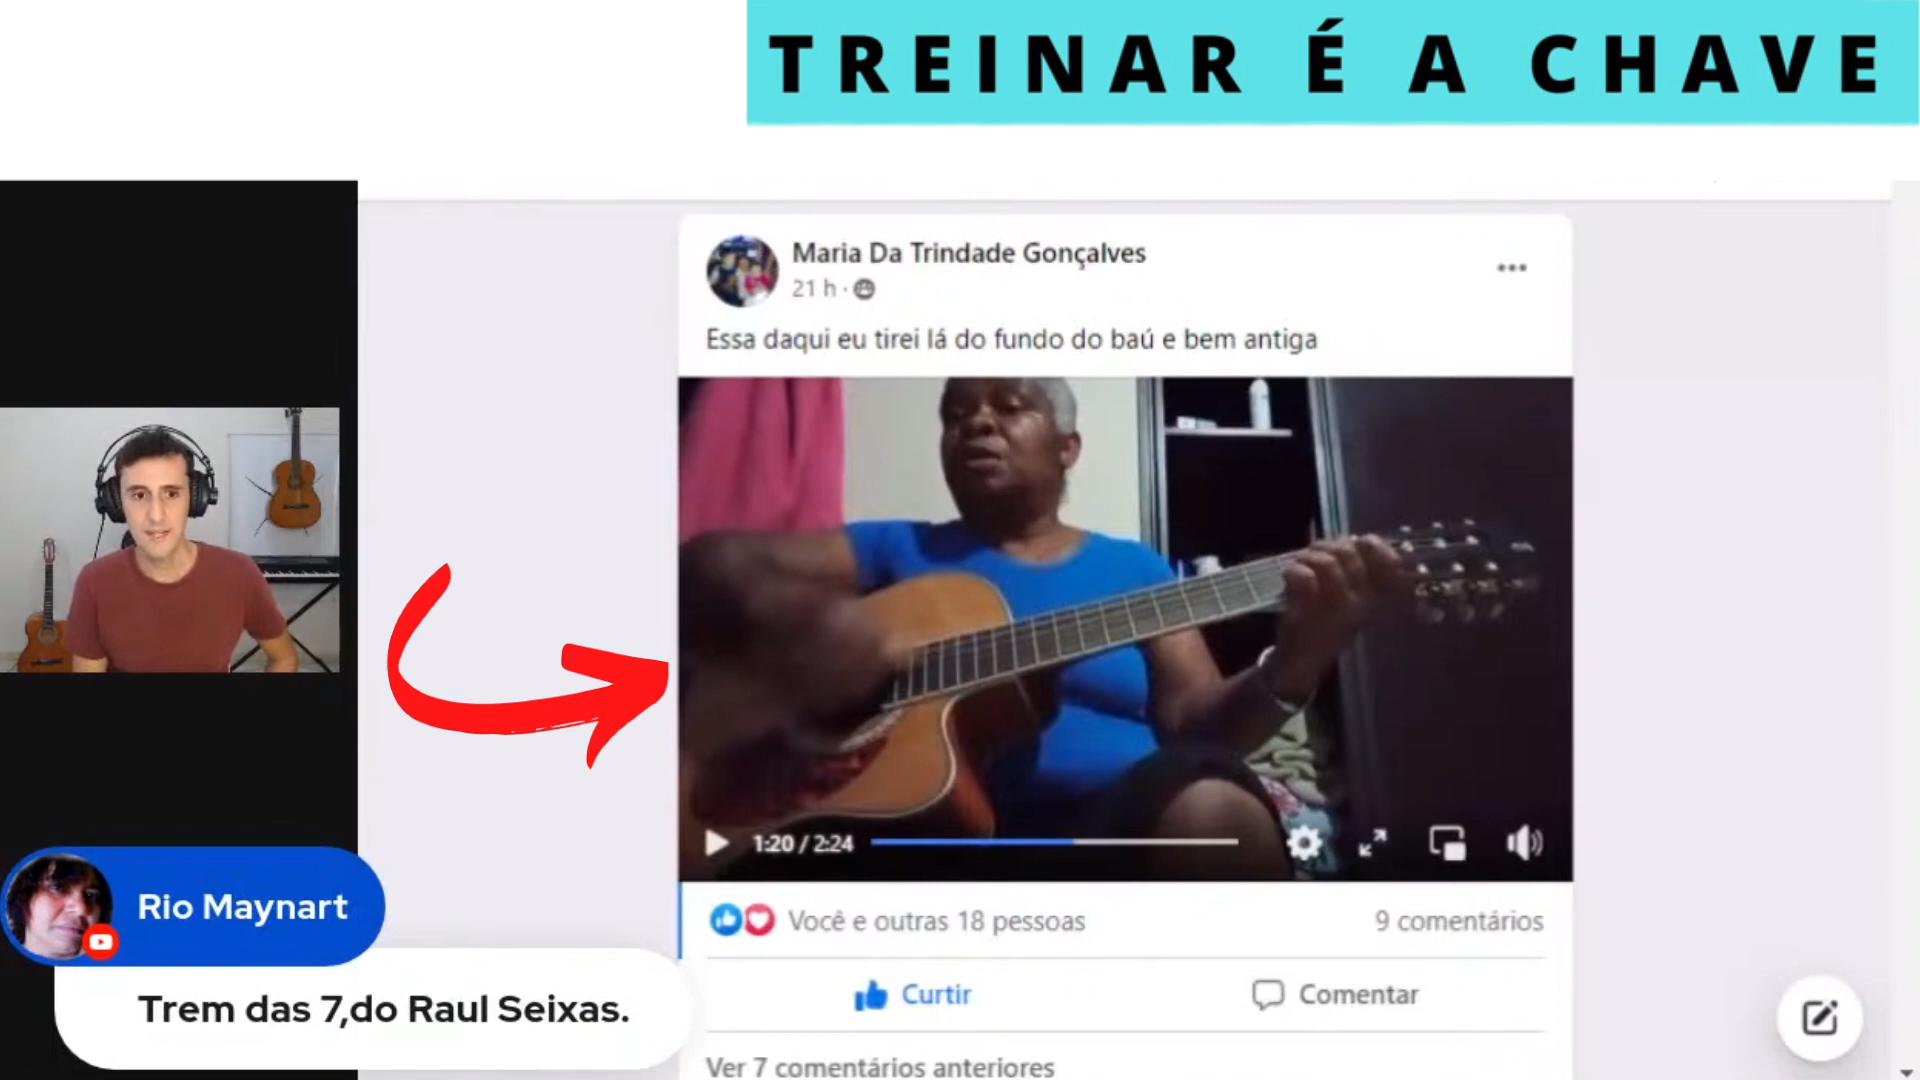 TREINAR É A CHAVE
Maria Da Trindade Gonçalves
21 h ·
Essa daqui eu tirei lá do fundo do baú e bem antiga
1:20 / 2:24
Você e outras 18 pessoas
9 comentários
Curtir
Comentar
Ver 7 comentários anteriores
Rio Maynart
Trem das 7,do Raul Seixas.